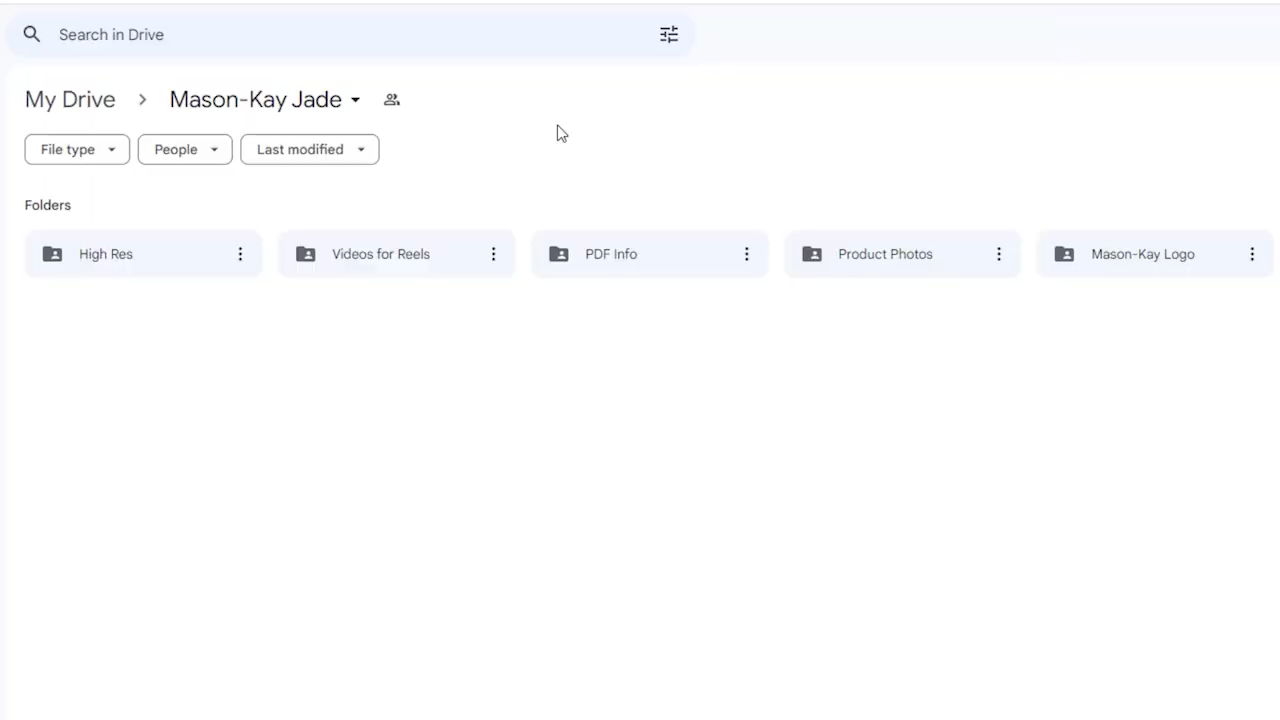 Search in Drive
My Drive > Mason-Kay Jade
File type People Last modified
Folders
High Res Videos for Reels PDF Info Product Photos Mason-Kay Logo